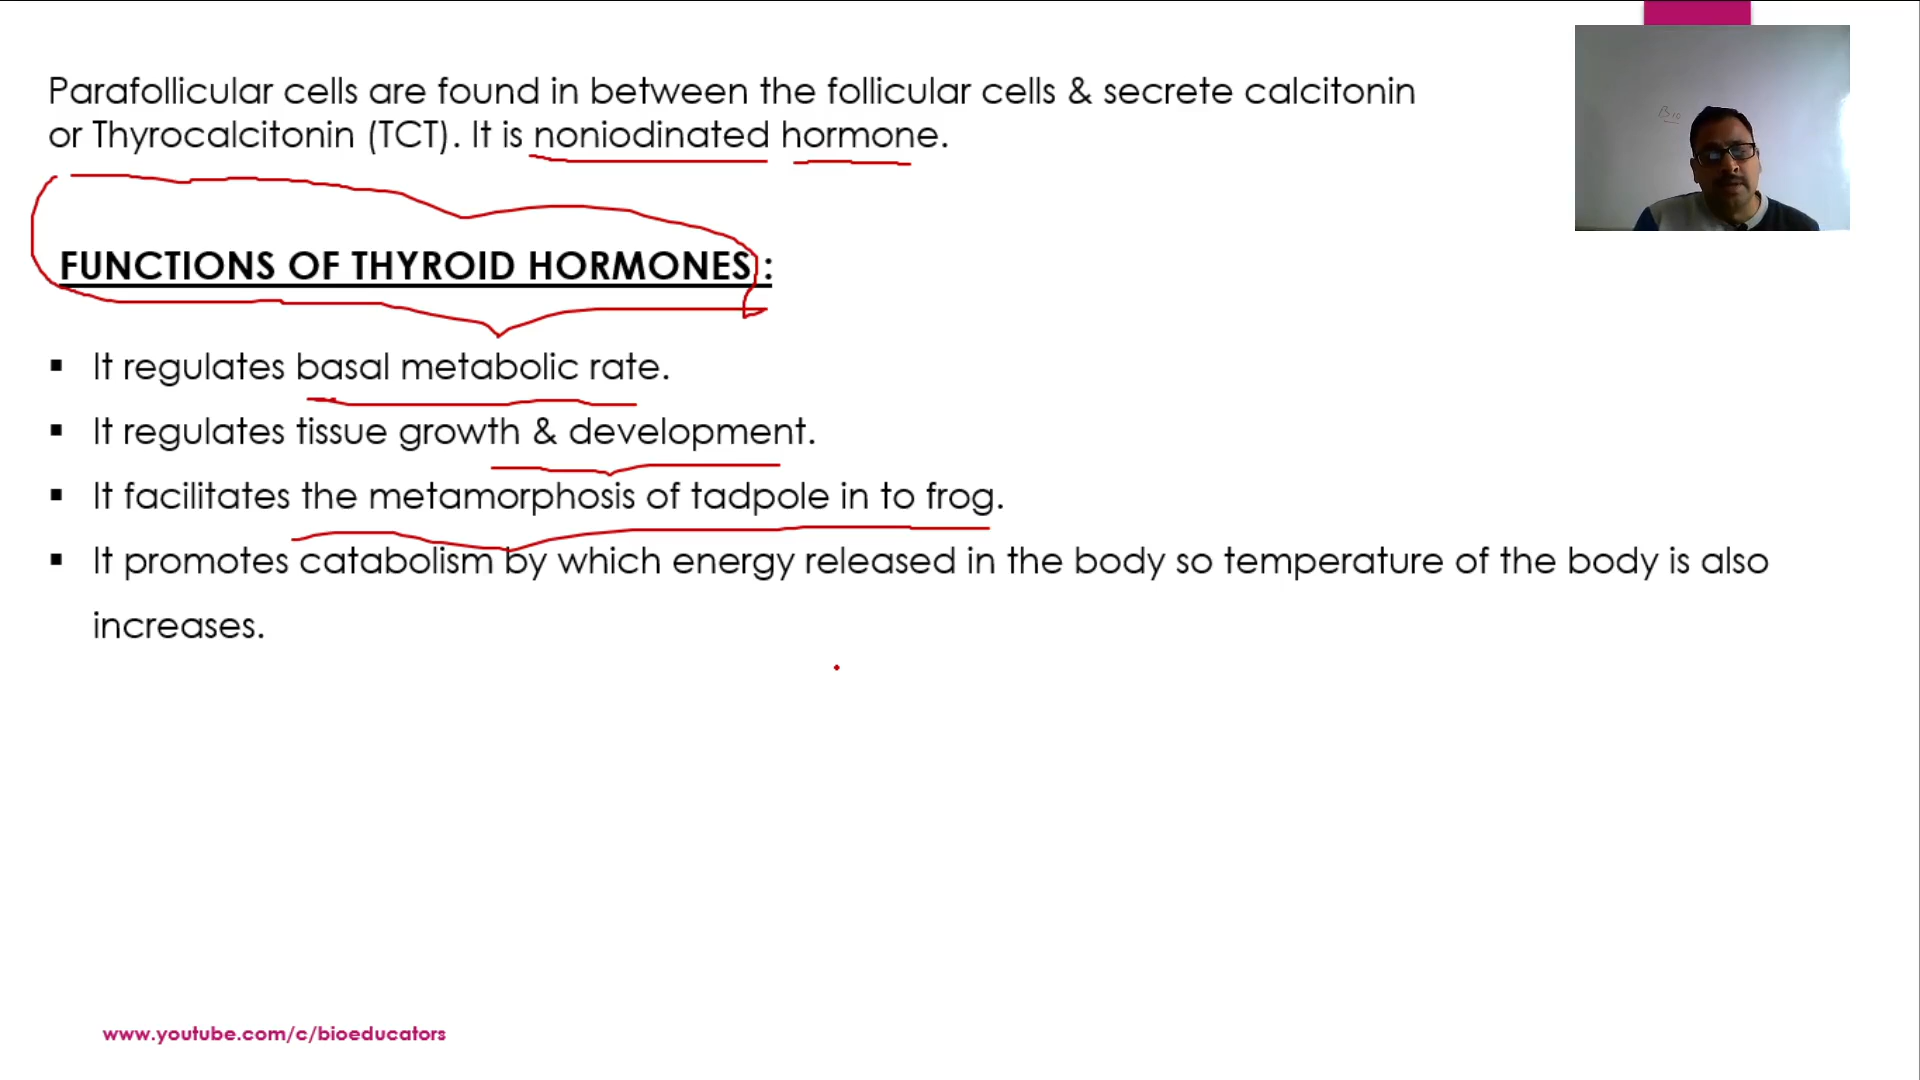 Parafollicular cells are found in between the follicular cells & secrete calcitonin
or Thyrocalcitonin (TCT). It is noniodinated hormone.
Bio
FUNCTIONS OF THYROID HORMONES :
▪ It regulates basal metabolic rate.
▪ It regulates tissue growth & development.
▪ It facilitates the metamorphosis of tadpole in to frog.
▪ It promotes catabolism by which energy released in the body so temperature of the body is also
increases.
www.youtube.com/c/bioeducators